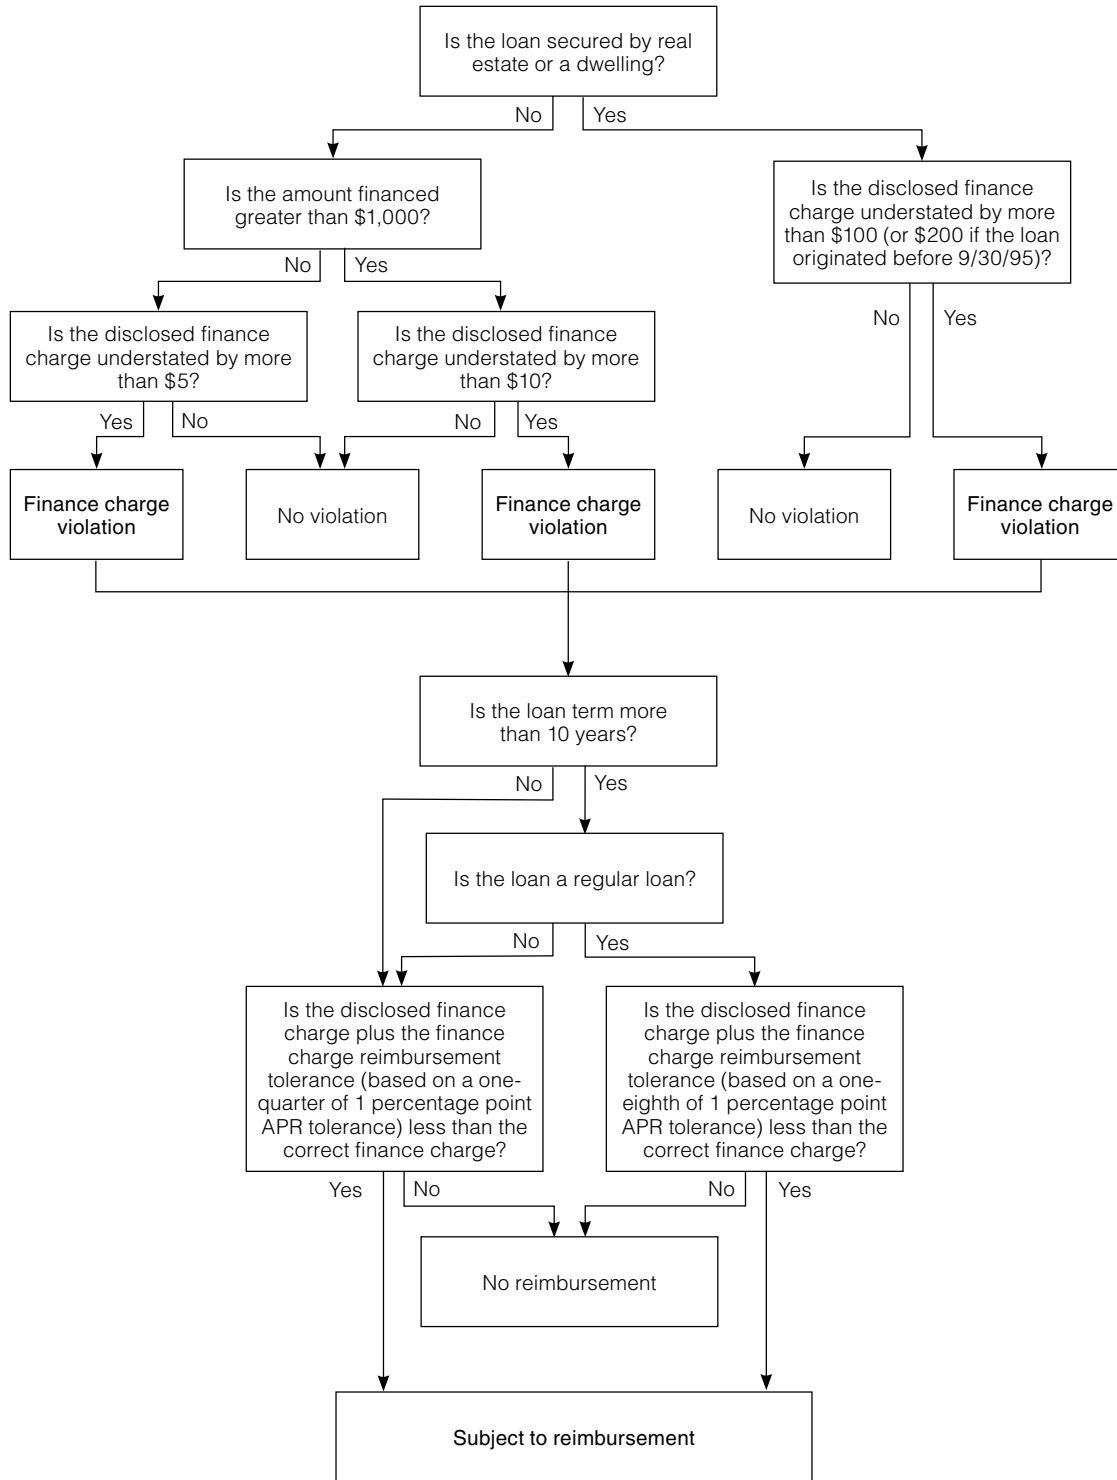 Is the loan secured by real
estate or a dwelling?
No
Yes
Is the amount financed
greater than $1,000?
Is the disclosed finance
charge understated by more
than $100 (or $200 if the loan
originated before 9/30/95)?
No
Yes
No
Yes
Is the disclosed finance
charge understated by more
than $5?
Is the disclosed finance
charge understated by more
than $10?
Yes
No
No
Yes
Finance charge
violation
No violation
Finance charge
violation
No violation
Finance charge
violation
Is the loan term more
than 10 years?
No
Yes
Is the loan a regular loan?
No
Yes
Is the disclosed finance
charge plus the finance
charge reimbursement
tolerance (based on a one-
quarter of 1 percentage point
APR tolerance) less than the
correct finance charge?
Is the disclosed finance
charge plus the finance
charge reimbursement
tolerance (based on a one-
eighth of 1 percentage point
APR tolerance) less than the
correct finance charge?
Yes
No
No
Yes
No reimbursement
Subject to reimbursement